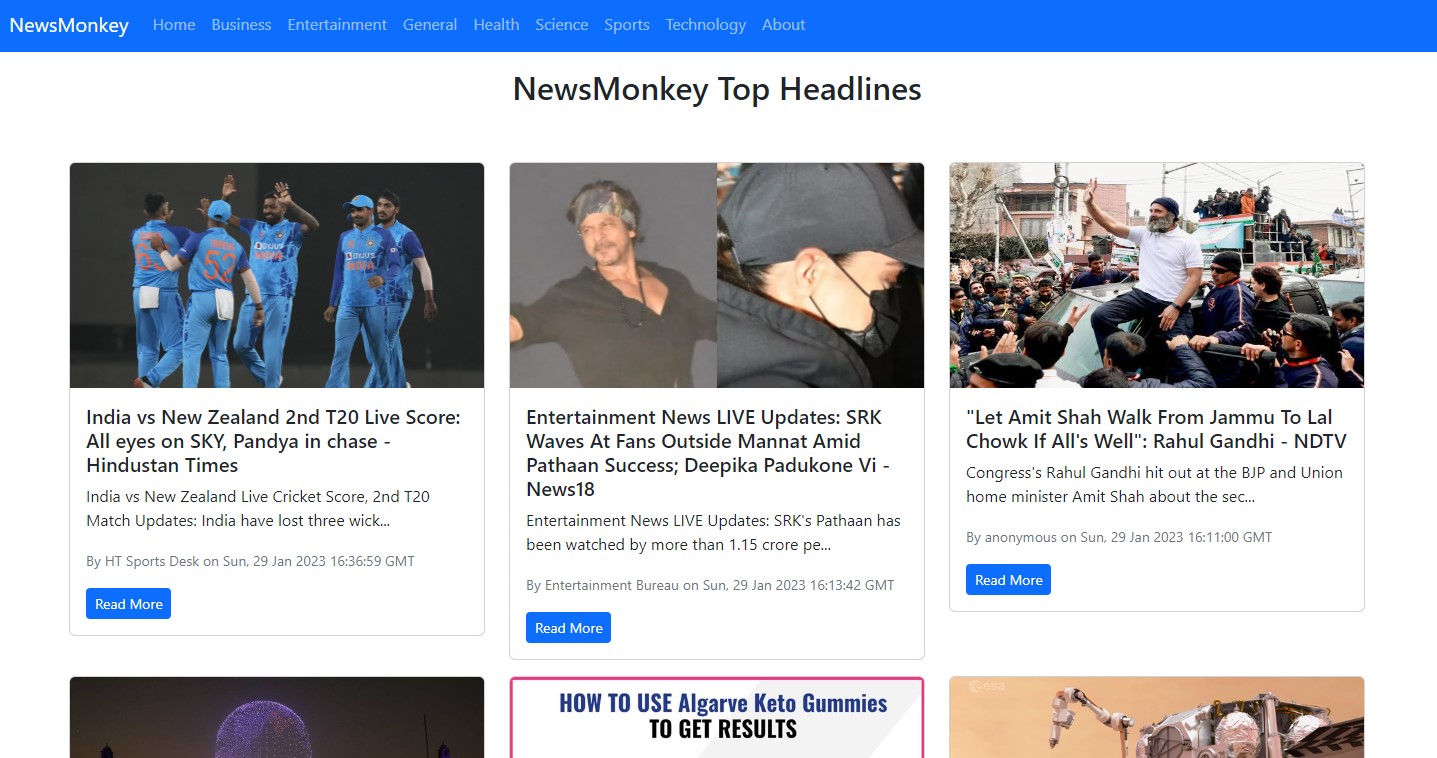 NewsMonkey Home Business Entertainment General Health Science Sports Technology About
NewsMonkey Top Headlines
BYJU'S
INDIA
52
BYJU'S
INDIA
India vs New Zealand 2nd T20 Live Score:
All eyes on SKY, Pandya in chase -
Hindustan Times
India vs New Zealand Live Cricket Score, 2nd T20
Match Updates: India have lost three wick...
By HT Sports Desk on Sun, 29 Jan 2023 16:36:59 GMT
Read More
Entertainment News LIVE Updates: SRK
Waves At Fans Outside Mannat Amid
Pathaan Success; Deepika Padukone Vi -
News18
Entertainment News LIVE Updates: SRK's Pathaan has
been watched by more than 1.15 crore pe...
By Entertainment Bureau on Sun, 29 Jan 2023 16:13:42 GMT
Read More
"Let Amit Shah Walk From Jammu To Lal
Chowk If All's Well": Rahul Gandhi - NDTV
Congress's Rahul Gandhi hit out at the BJP and Union
home minister Amit Shah about the sec...
By anonymous on Sun, 29 Jan 2023 16:11:00 GMT
Read More
HOW TO USE Algarve Keto Gummies
TO GET RESULTS
esa